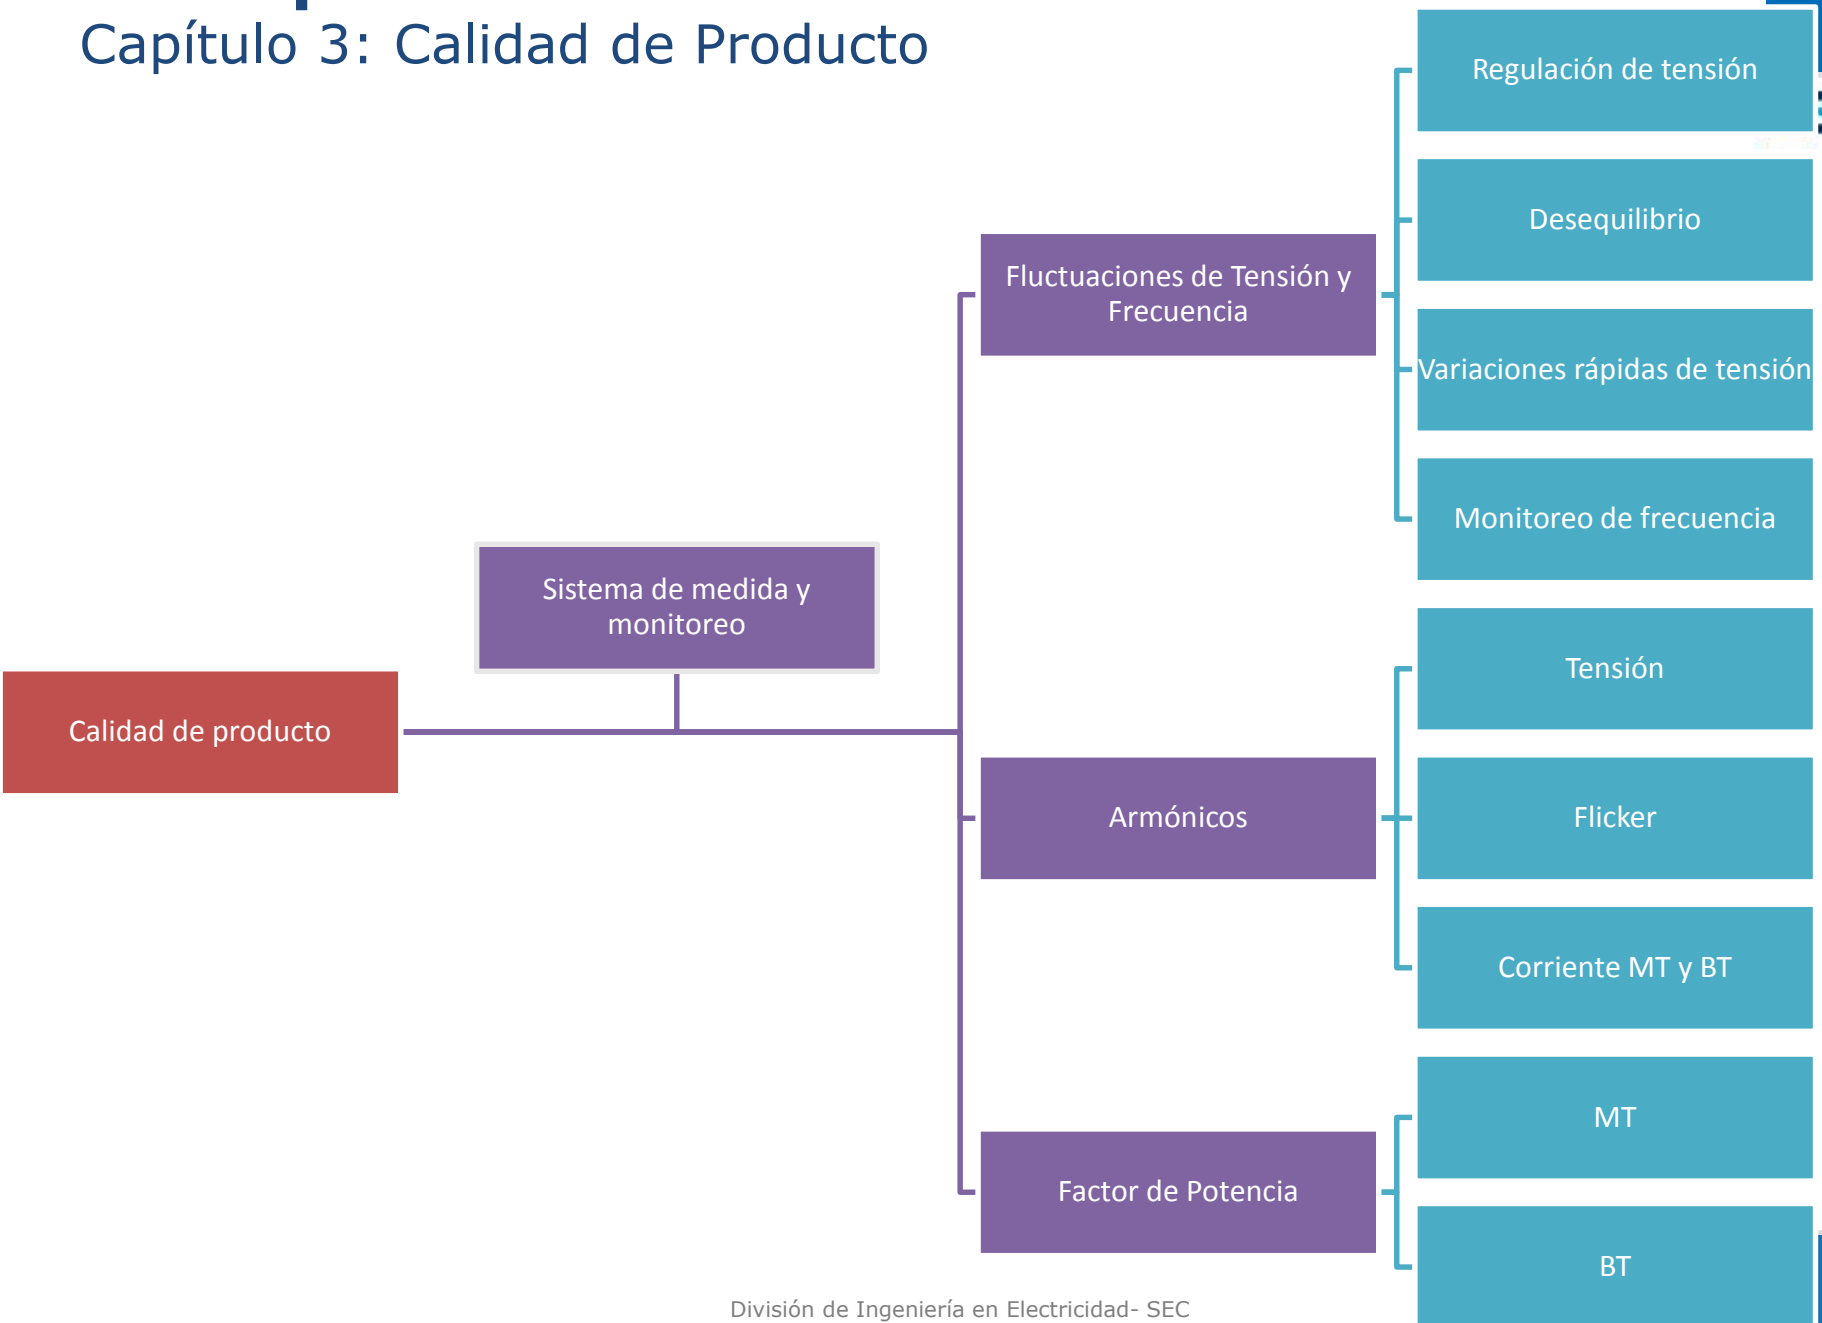 Capítulo 3: Calidad de Producto
Regulación de tensión
Desequilibrio
Fluctuaciones de Tensión y
Frecuencia
Variaciones rápidas de tensión
Monitoreo de frecuencia
Sistema de medida y
monitoreo
Tensión
Calidad de producto
Armónicos
Flicker
Corriente MT y BT
MT
Factor de Potencia
BT
División de Ingeniería en Electricidad- SEC